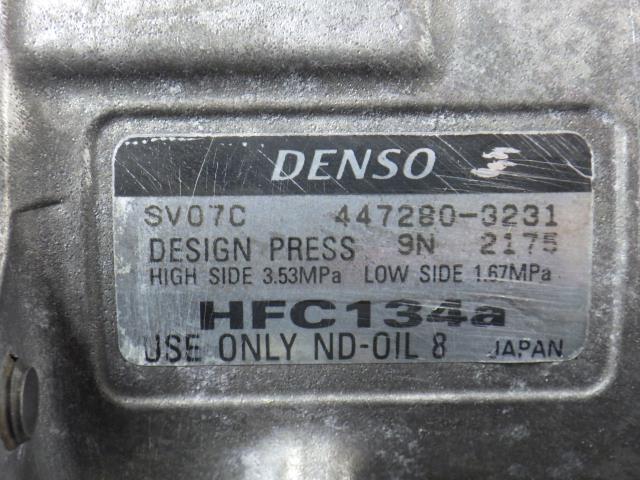 DENSO
SV07C 447280-3231
DESIGN PRESS 9N 2175
HIGH SIDE 3.53MPa LOW SIDE 1.67MPa
HFC134a
USE ONLY ND-OIL 8 JAPAN